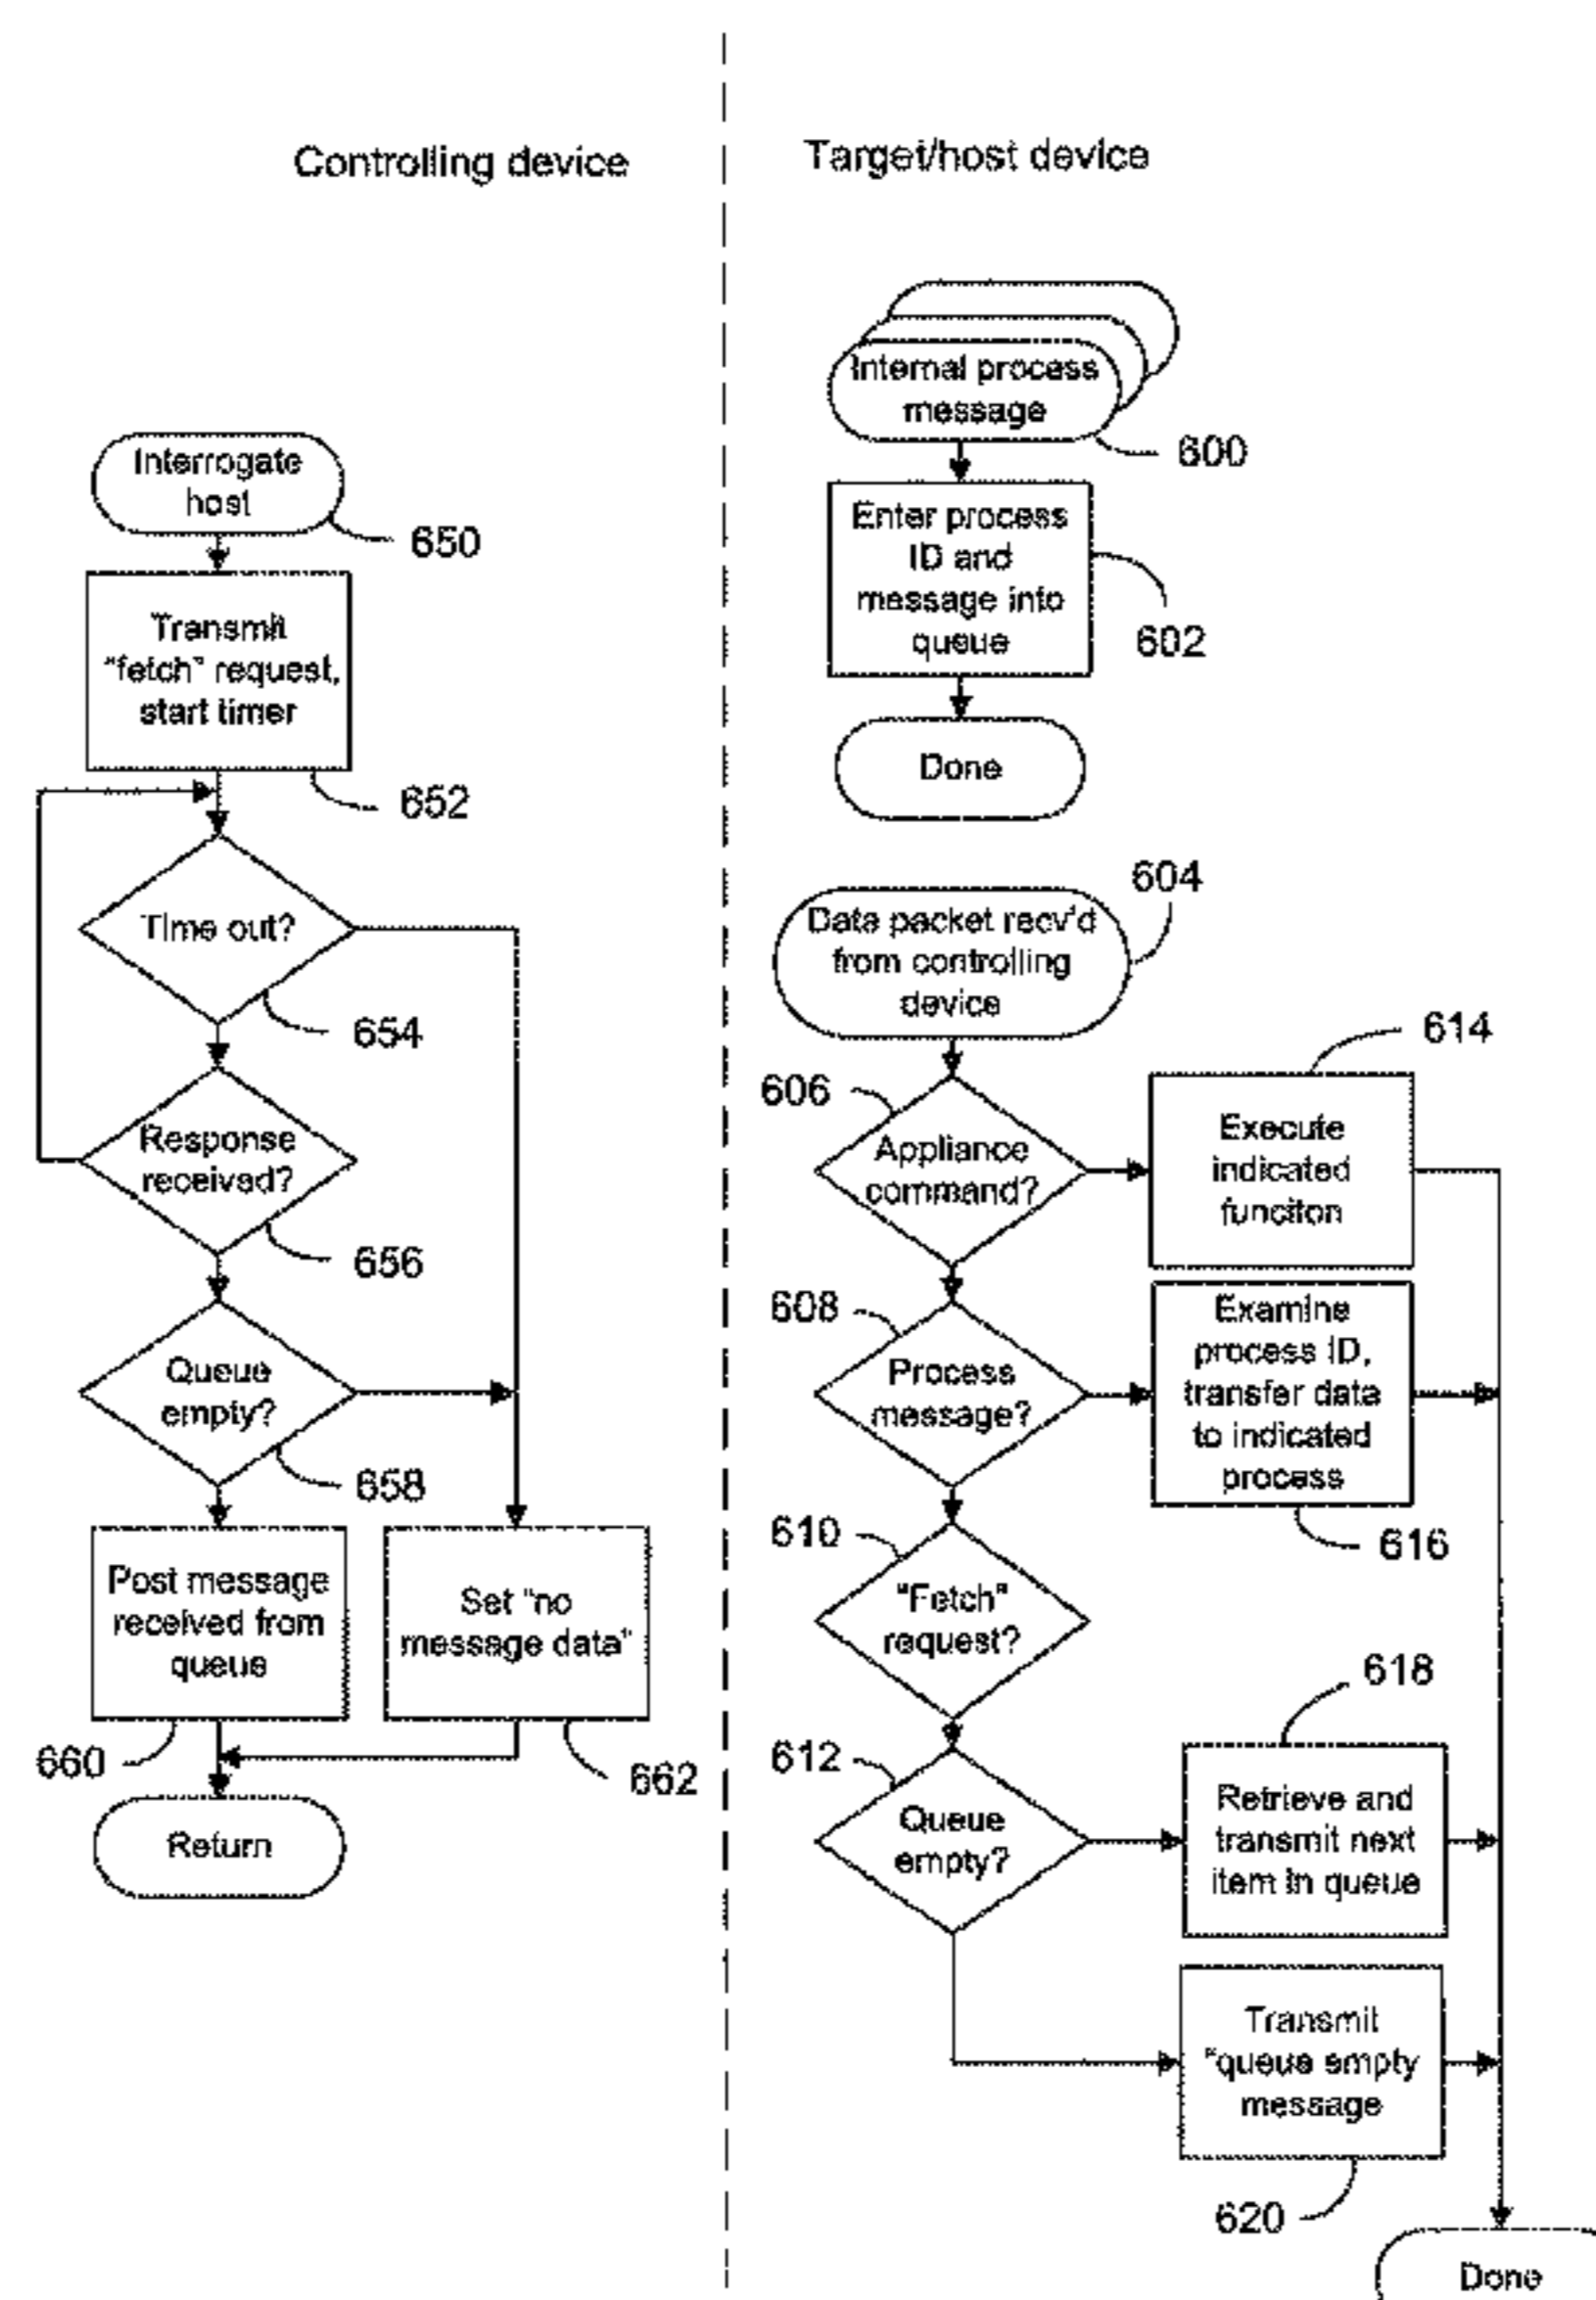 Controlling device
Interrogate
host
650
Transmit
"fetch" request,
start timer
652
Time out?
654
Response
received?
656
Queue
empty?
658
Post message
received from
queue
660
Set "no
message data"
662
Return
Target/host device
Internal process
message
600
Enter process
ID and
message into
queue
602
Done
604
Data packet recv'd
from controlling
device
606
Appliance
command?
614
Execute
indicated
funciton
608
Process
message?
Examine
process ID,
transfer data
to indicated
process
616
610
"Fetch"
request?
612
Queue
empty?
618
Retrieve and
transmit next
item in queue
Transmit
"queue empty
message
620
Done